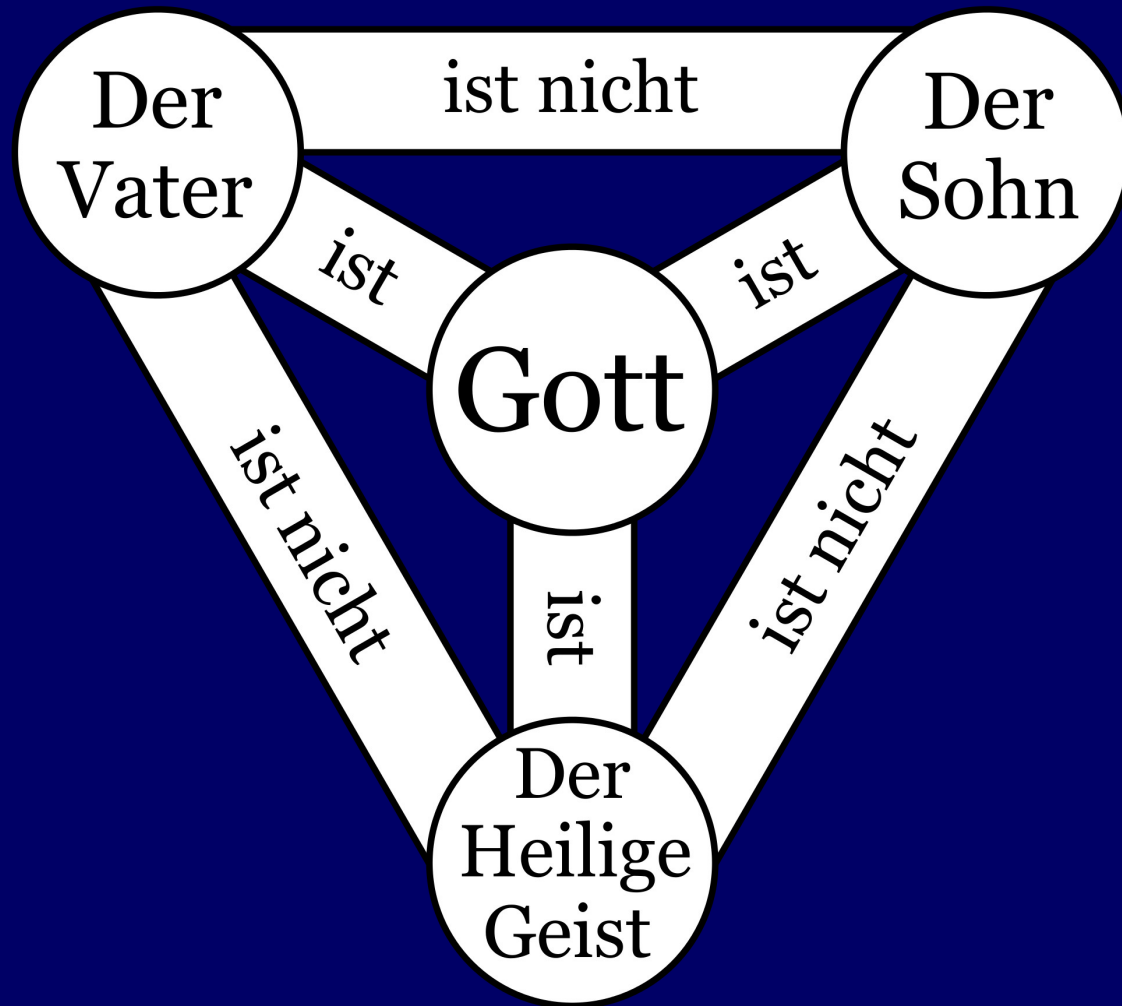 Der
Vater
ist nicht
Der
Sohn
ist
ist
Gott
ist nicht
ist
ist nicht
Der
Heilige
Geist